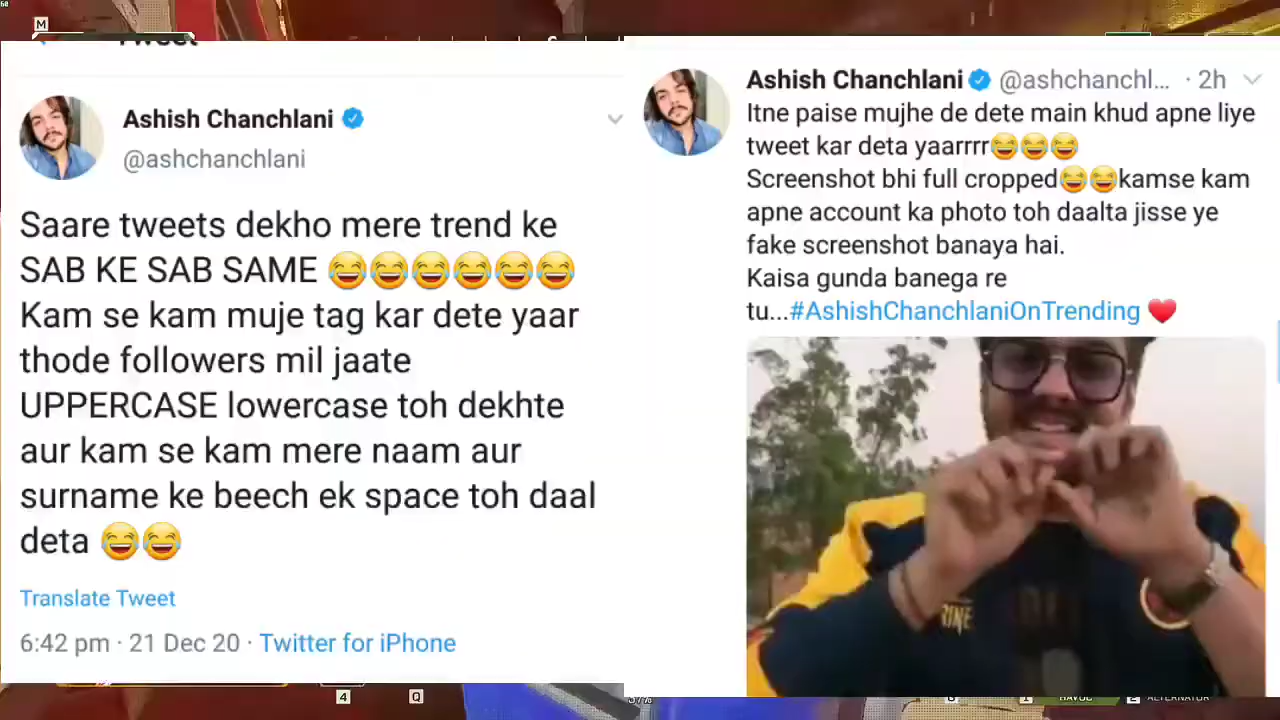 60
M
Tweet
Ashish Chanchlani
@ashchanchlani
Saare tweets dekho mere trend ke
SAB KE SAB SAME 😂😂😂😂😂😂
Kam se kam muje tag kar dete yaar
thode followers mil jaate
UPPERCASE lowercase toh dekhte
aur kam se kam mere naam aur
surname ke beech ek space toh daal
deta 😂😂
Translate Tweet
6:42 pm · 21 Dec 20 · Twitter for iPhone
Ashish Chanchlani @ashchanchl... · 2h
Itne paise mujhe de dete main khud apne liye
tweet kar deta yaarrrr😂😂😂
Screenshot bhi full cropped😂😂kamse kam
apne account ka photo toh daalta jisse ye
fake screenshot banaya hai.
Kaisa gunda banega re
tu...#AshishChanchlaniOnTrending ♥️
4
Q
HAVOC
ALTERNATOR